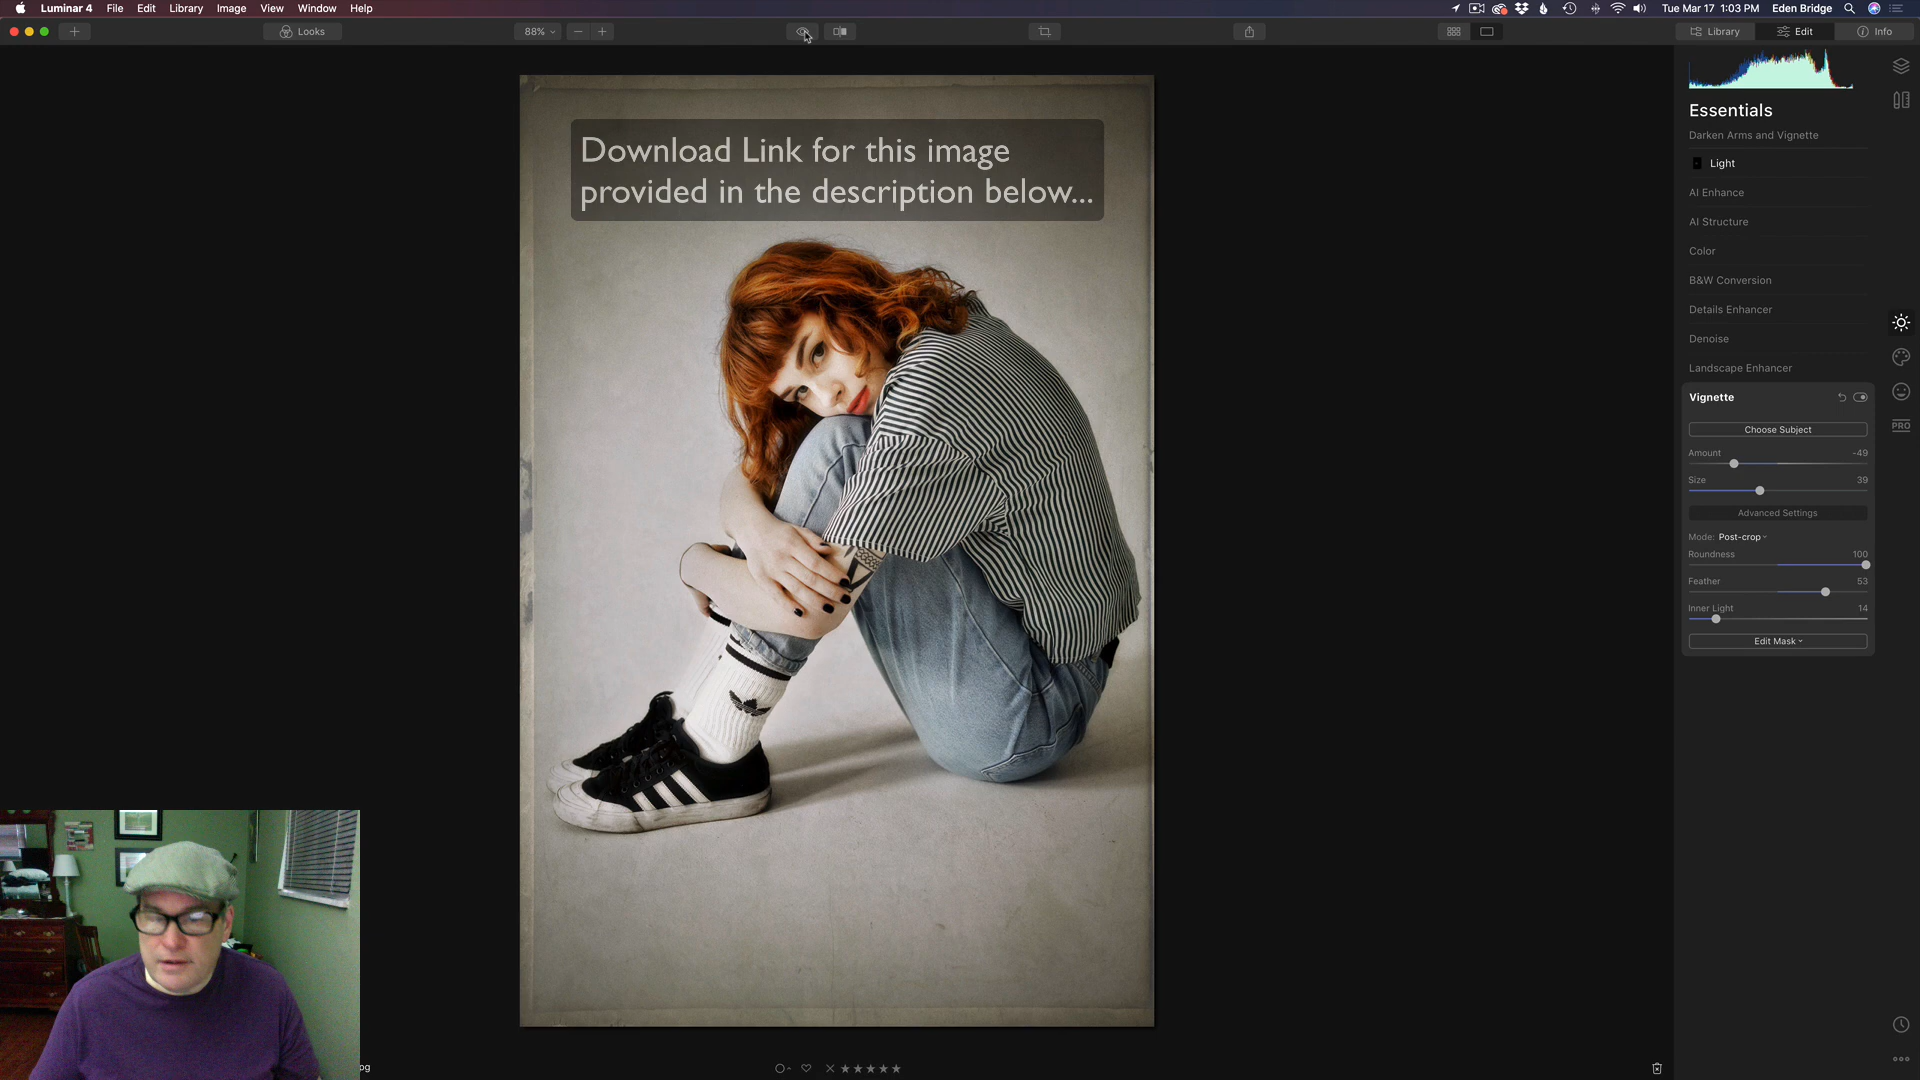 Luminar 4 File Edit Library Image View Window Help
Tue Mar 17 1:03 PM Eden Bridge
Looks
88%
Library
Edit
Info
Download Link for this image
provided in the description below...
Essentials
Darken Arms and Vignette
Light
AI Enhance
AI Structure
Color
B&W Conversion
Details Enhancer
Denoise
Landscape Enhancer
Vignette
Choose Subject
Amount -49
Size 39
Advanced Settings
Mode: Post-crop
Roundness 100
Feather 53
Inner Light 14
Edit Mask
PRO
pg